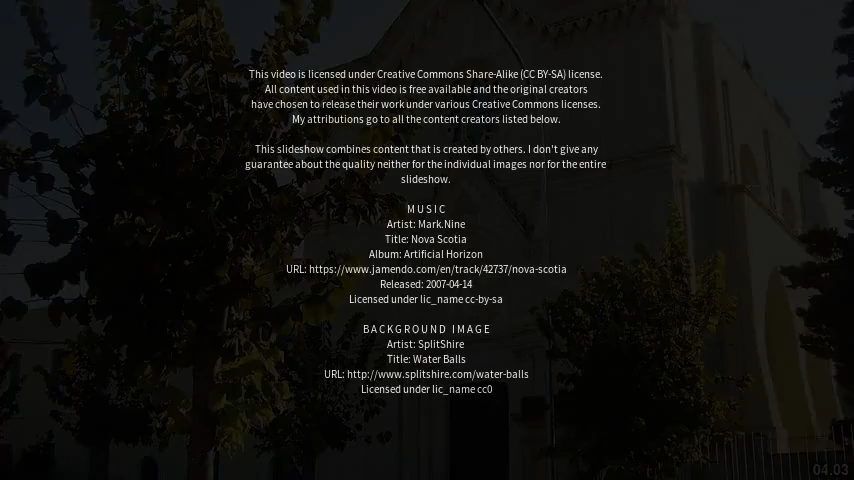 This video is licensed under Creative Commons Share-Alike (CC BY-SA) license.
All content used in this video is free available and the original creators
have chosen to release their work under various Creative Commons licenses.
My attributions go to all the content creators listed below.
This slideshow combines content that is created by others. I don't give any
guarantee about the quality neither for the individual images nor for the entire
slideshow.
MUSIC
Artist: Mark.Nine
Title: Nova Scotia
Album: Artificial Horizon
URL: https://www.jamendo.com/en/track/42737/nova-scotia
Released: 2007-04-14
Licensed under lic_name cc-by-sa
BACKGROUND IMAGE
Artist: SplitShire
Title: Water Balls
URL: http://www.splitshire.com/water-balls
Licensed under lic_name cc0
04.03